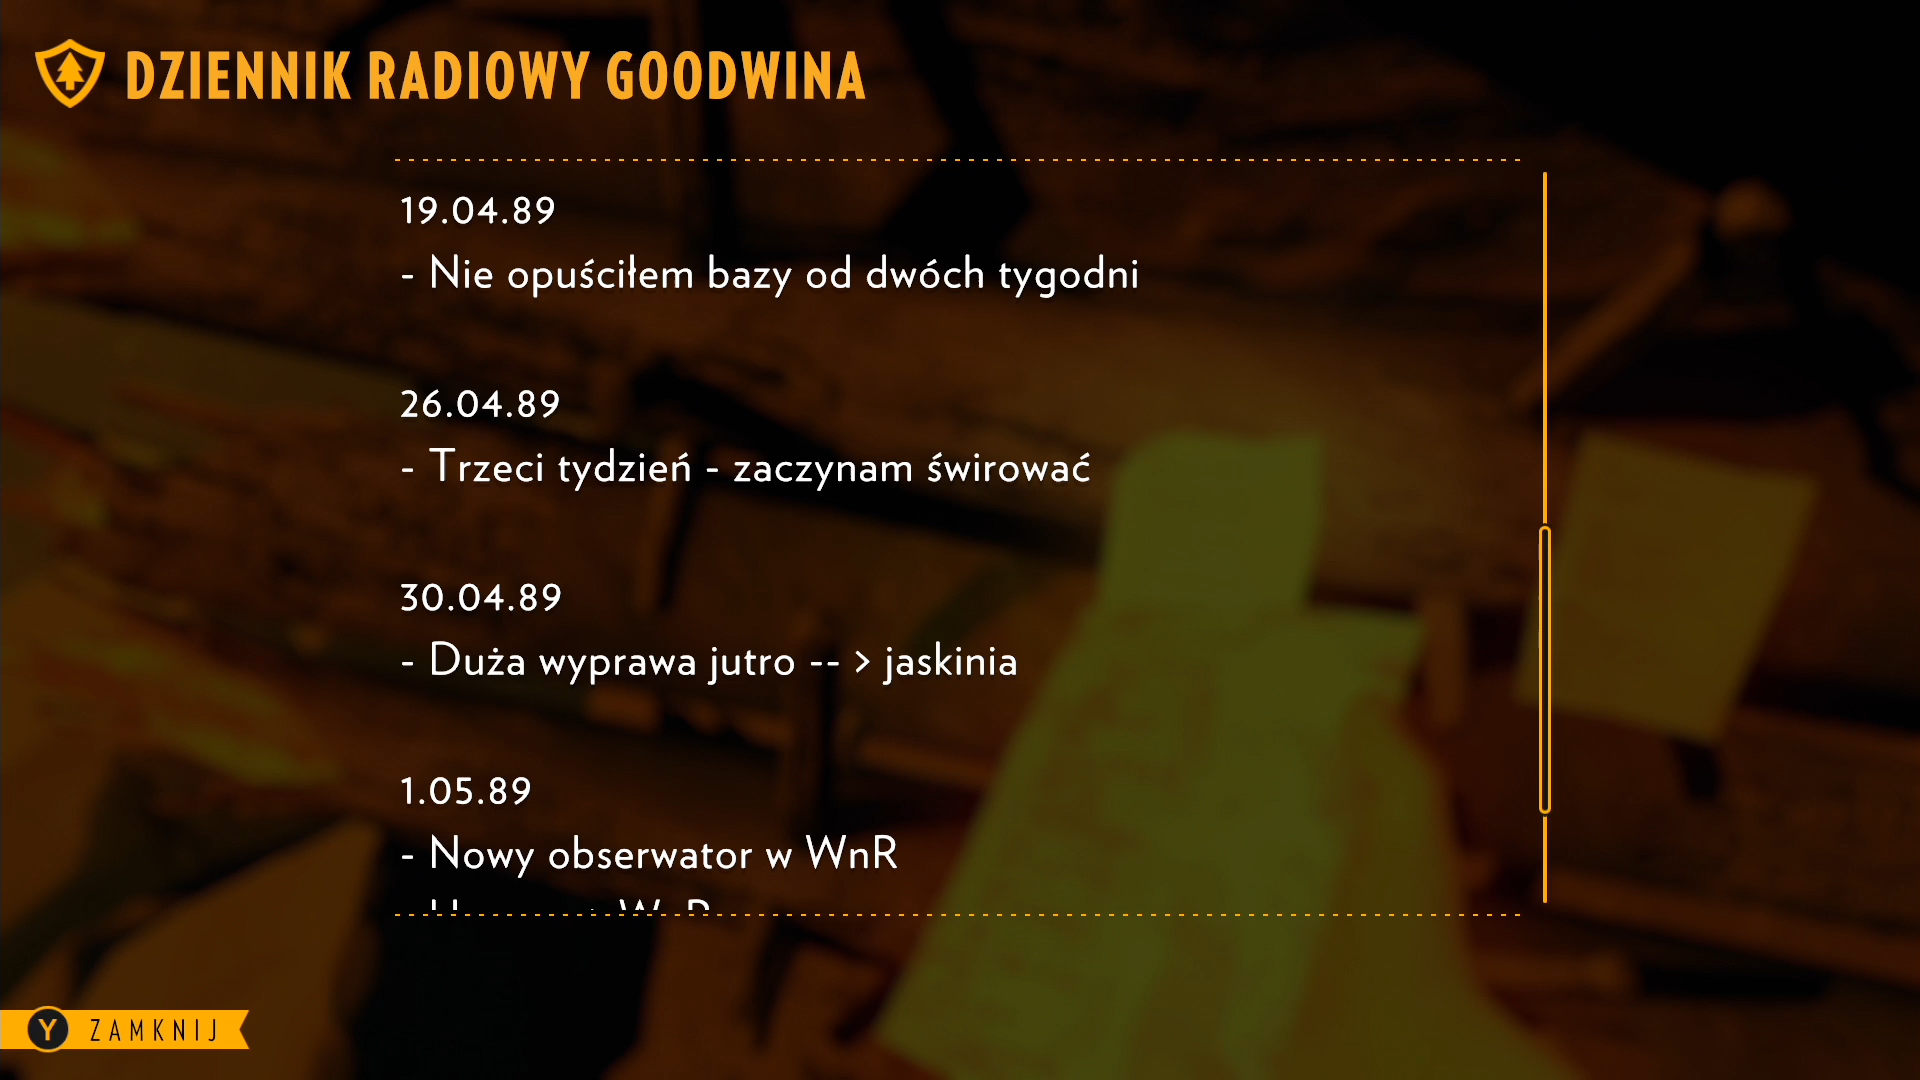 DZIENNIK RADIOWY GOODWINA
19.04.89
- Nie opuściłem bazy od dwóch tygodni
26.04.89
- Trzeci tydzień - zaczynam świrować
30.04.89
- Duża wyprawa jutro -- > jaskinia
1.05.89
- Nowy obserwator w WnR
Y ZAMKNIJ